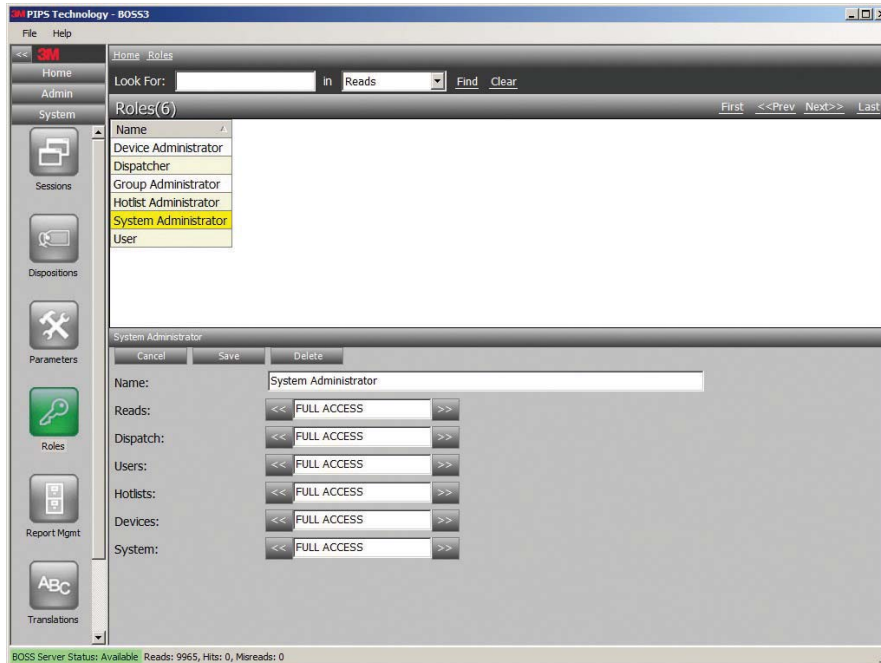 3M PIPS Technology - BOSS3
File Help
<< 3M
Home
Admin
System
Sessions
Dispositions
Parameters
Roles
Report Mgmt
ABC
Translations
Home Roles
Look For: in Reads Find Clear
Roles(6) First <<Prev Next>> Last
Name
Device Administrator
Dispatcher
Group Administrator
Hotlist Administrator
System Administrator
User
System Administrator
Cancel Save Delete
Name: System Administrator
Reads: << FULL ACCESS >>
Dispatch: << FULL ACCESS >>
Users: << FULL ACCESS >>
Hotlists: << FULL ACCESS >>
Devices: << FULL ACCESS >>
System: << FULL ACCESS >>
BOSS Server Status: Available Reads: 9965, Hits: 0, Misreads: 0